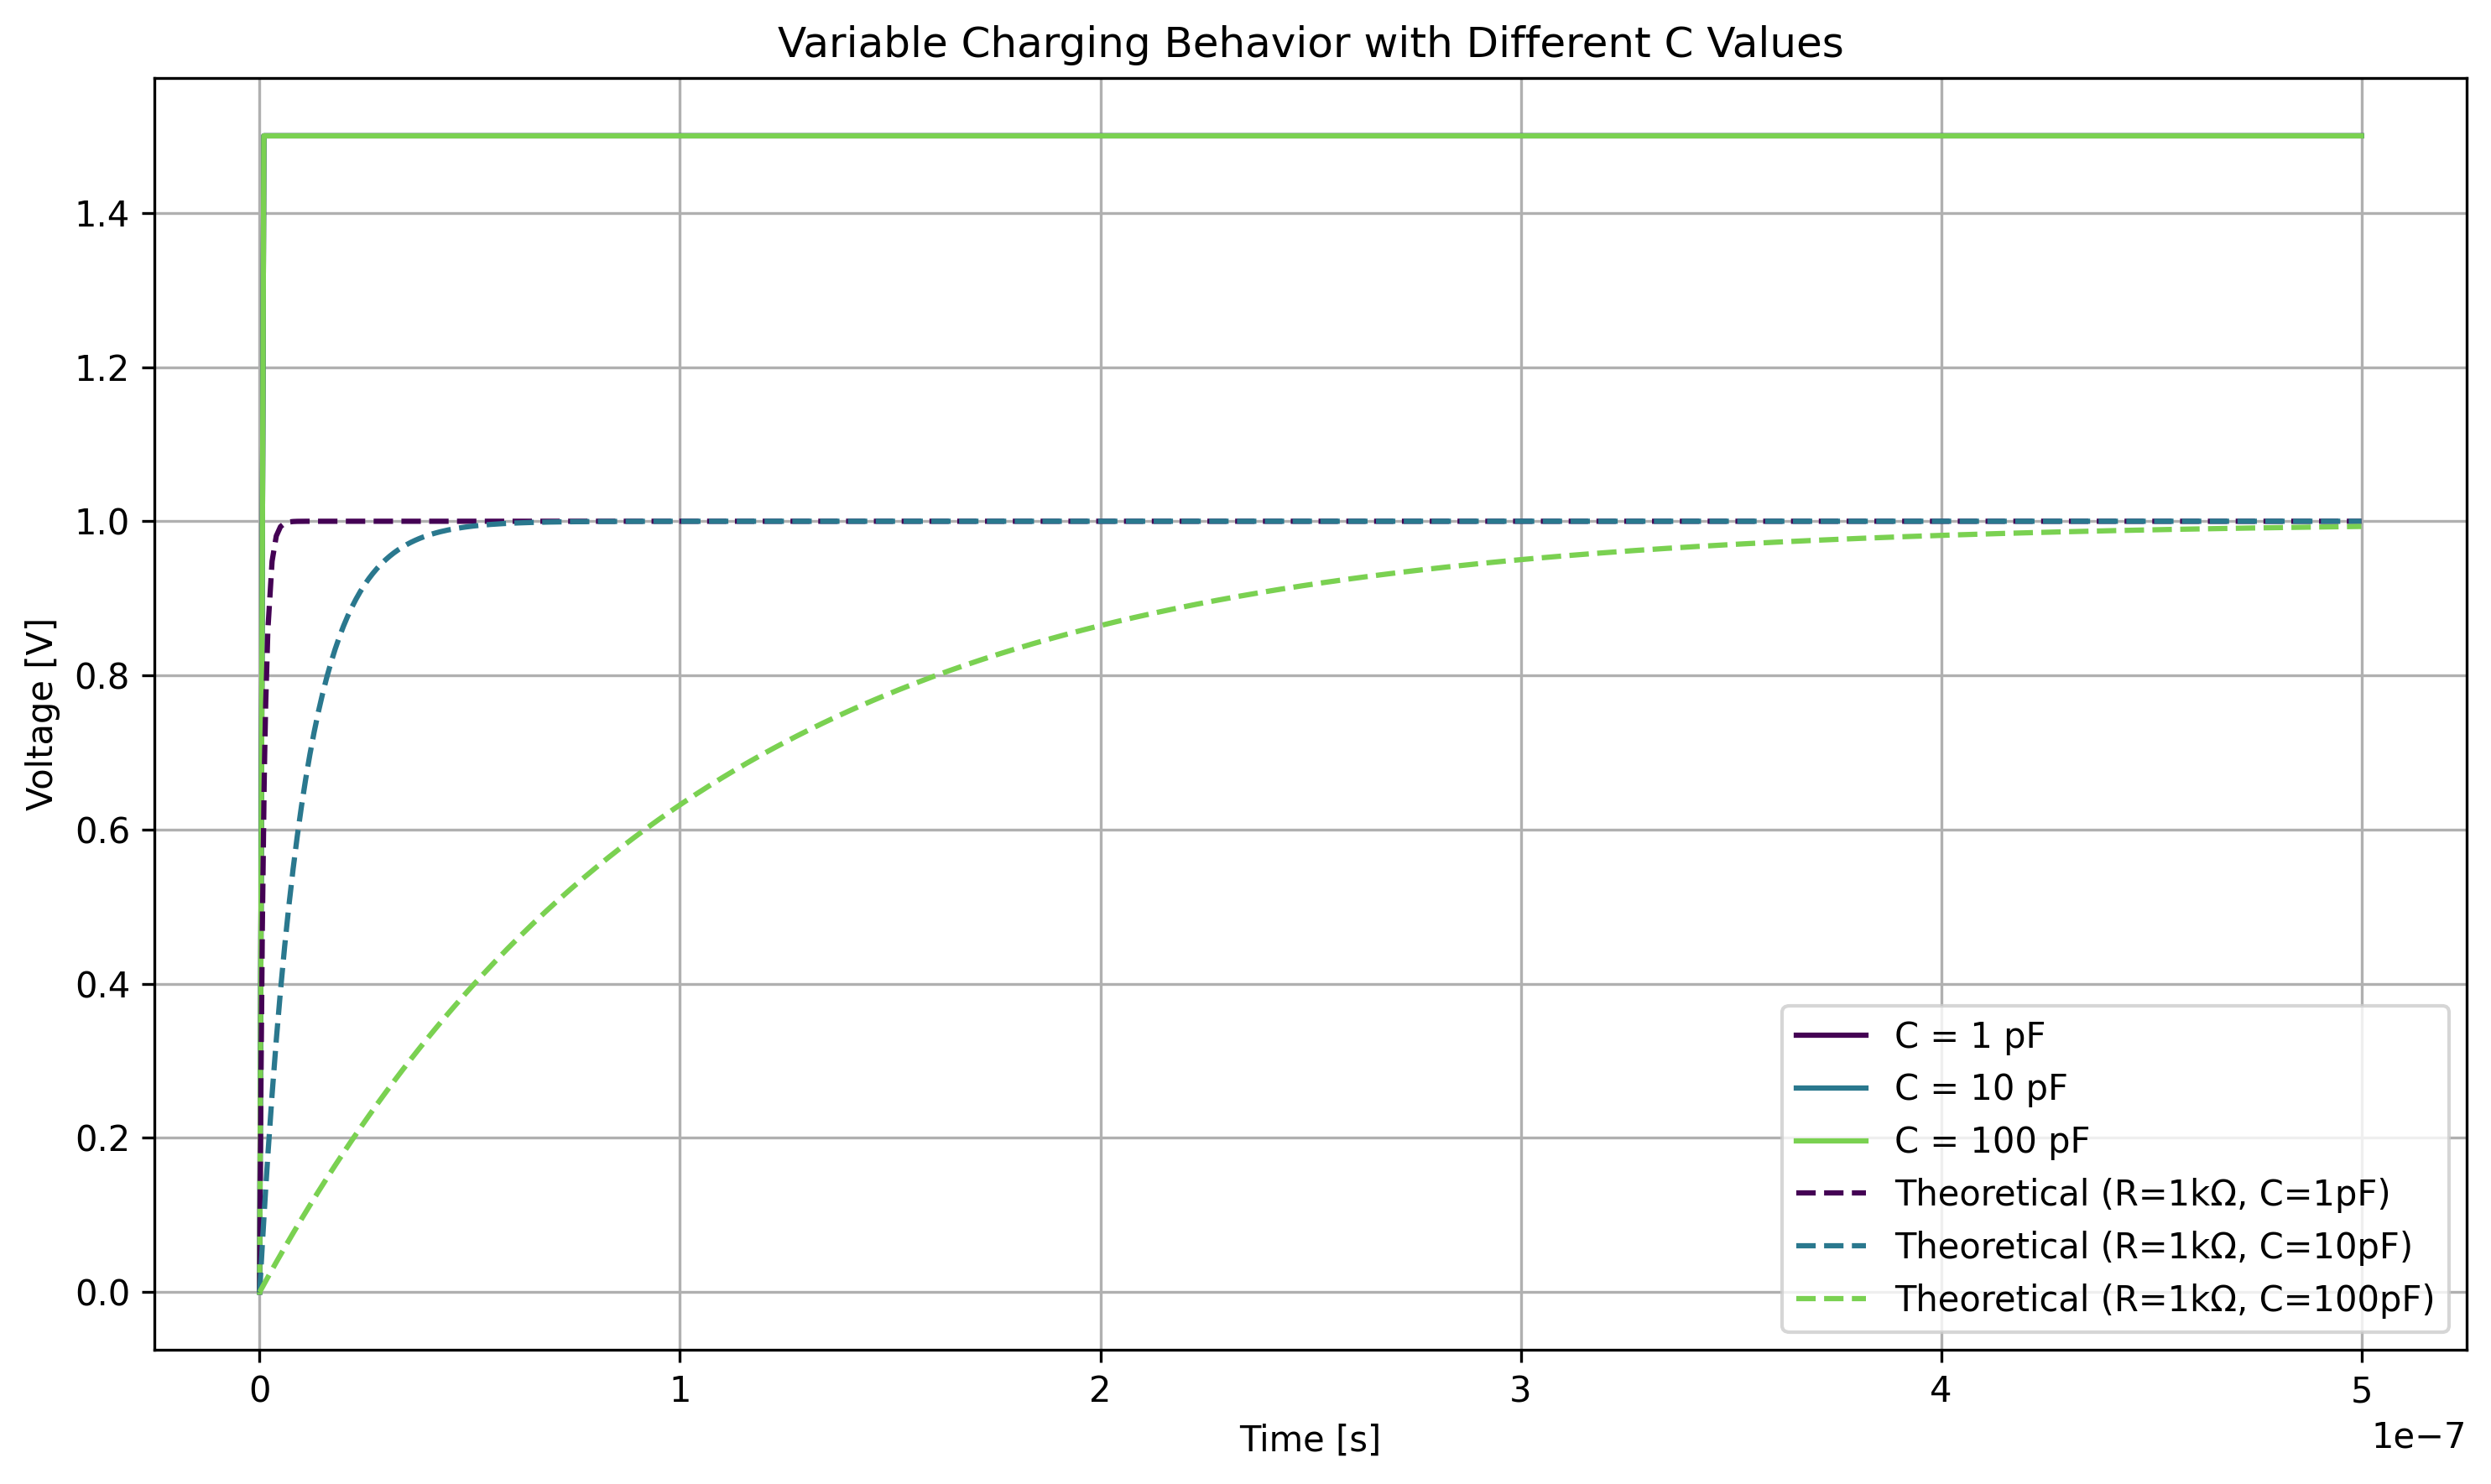 Variable Charging Behavior with Different C Values
Voltage [V]
1.4
1.2
1.0
0.8
0.6
0.4
0.2
0.0
C = 1 pF
C = 10 pF
C = 100 pF
Theoretical (R=1kΩ, C=1pF)
Theoretical (R=1kΩ, C=10pF)
Theoretical (R=1kΩ, C=100pF)
0 1 2 3 4 5
1e−7
Time [s]